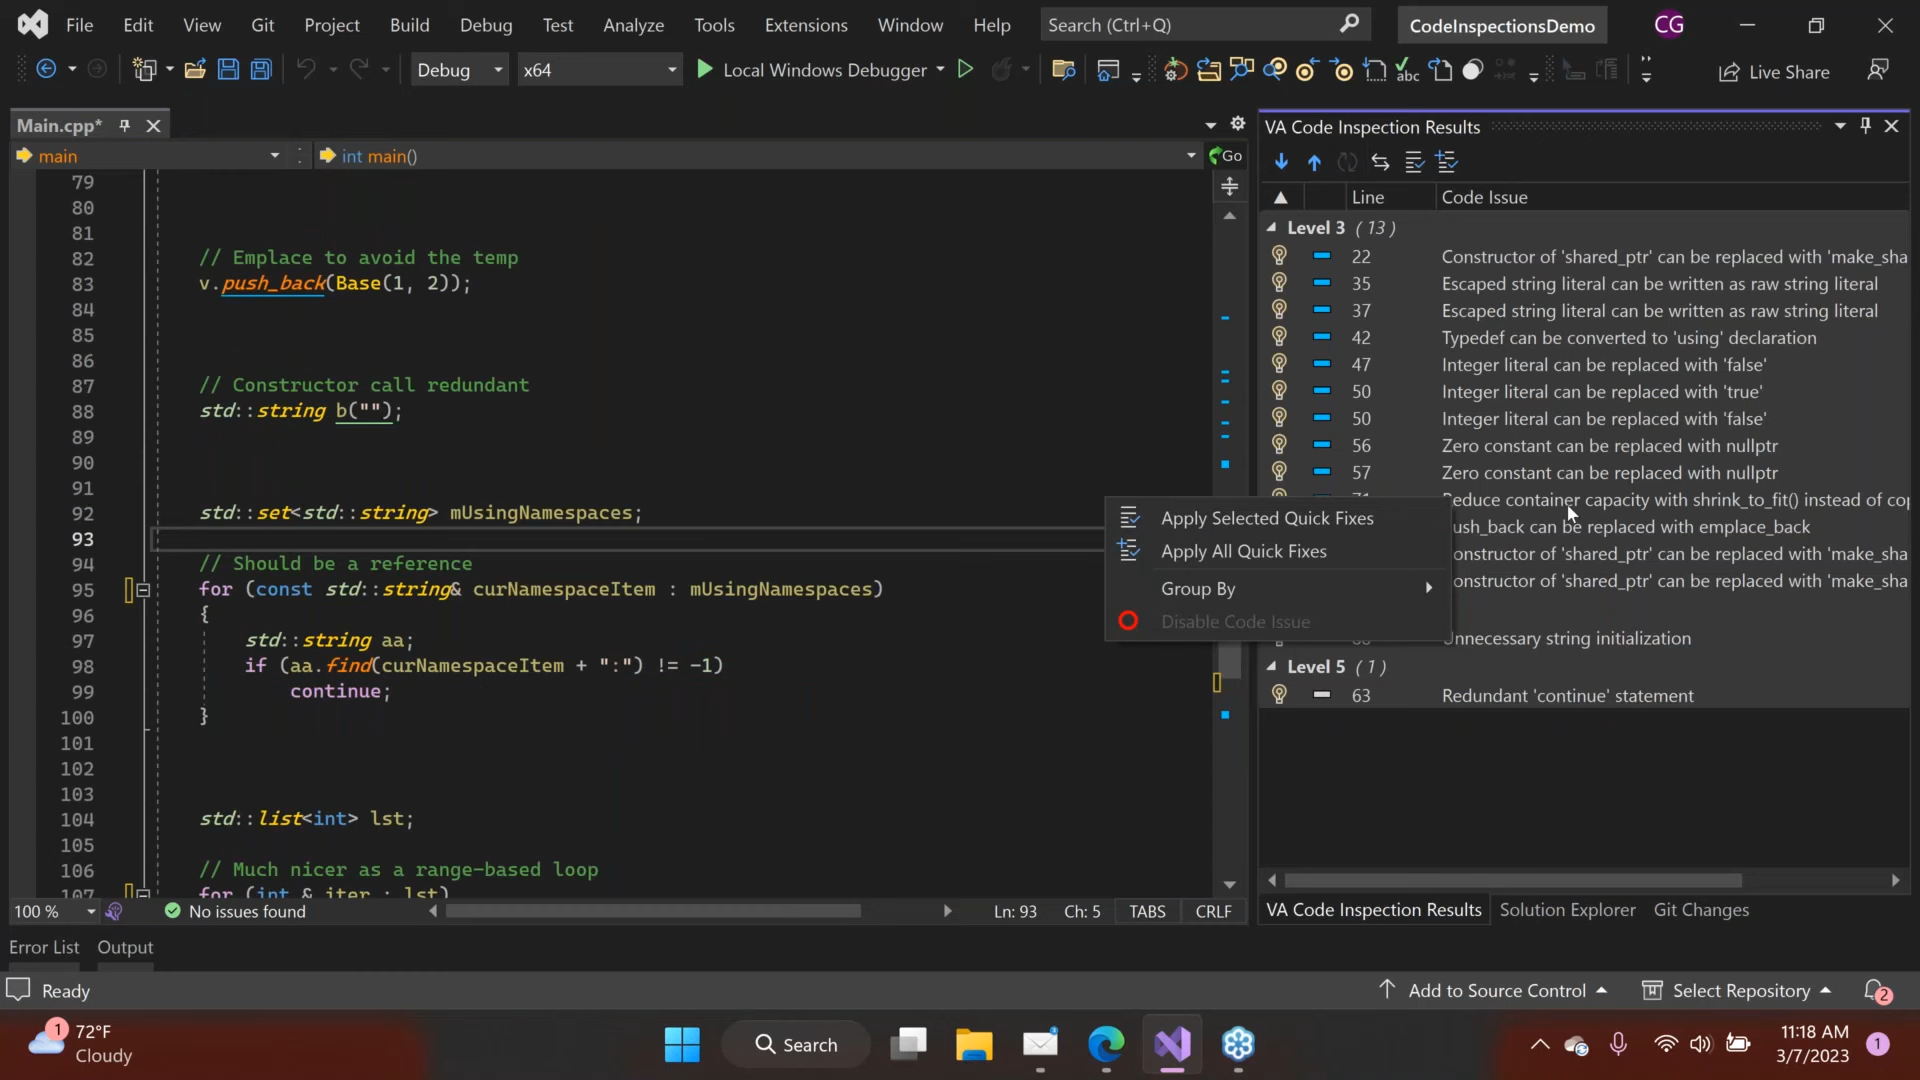 File Edit View Git Project Build Debug Test Analyze Tools Extensions Window Help Search (Ctrl+Q) CodeInspectionsDemo CG
Debug x64 Local Windows Debugger abc Live Share
Main.cpp*
main int main() Go
79
80
81
82 // Emplace to avoid the temp
83 v.push_back(Base(1, 2));
84
85
86
87 // Constructor call redundant
88 std::string b("");
89
90
91
92 std::set<std::string> mUsingNamespaces;
93
94 // Should be a reference
95 for (const std::string& curNamespaceItem : mUsingNamespaces)
96 {
97 std::string aa;
98 if (aa.find(curNamespaceItem + ":") != -1)
99 continue;
100 }
101
102
103
104 std::list<int> lst;
105
106 // Much nicer as a range-based loop
107 for (int & iter : lst)
100 % No issues found Ln: 93 Ch: 5 TABS CRLF
VA Code Inspection Results
Line Code Issue
Level 3 (13)
22 Constructor of 'shared_ptr' can be replaced with 'make_sha
35 Escaped string literal can be written as raw string literal
37 Escaped string literal can be written as raw string literal
42 Typedef can be converted to 'using' declaration
47 Integer literal can be replaced with 'false'
50 Integer literal can be replaced with 'true'
50 Integer literal can be replaced with 'false'
56 Zero constant can be replaced with nullptr
57 Zero constant can be replaced with nullptr
71 Reduce container capacity with shrink_to_fit() instead of cop
ush_back can be replaced with emplace_back
onstructor of 'shared_ptr' can be replaced with 'make_sha
onstructor of 'shared_ptr' can be replaced with 'make_sha
Unnecessary string initialization
Level 5 (1)
63 Redundant 'continue' statement
Apply Selected Quick Fixes
Apply All Quick Fixes
Group By
Disable Code Issue
VA Code Inspection Results Solution Explorer Git Changes
Error List Output
Ready Add to Source Control Select Repository 2
1 72°F
Cloudy
Search
11:18 AM
3/7/2023
1